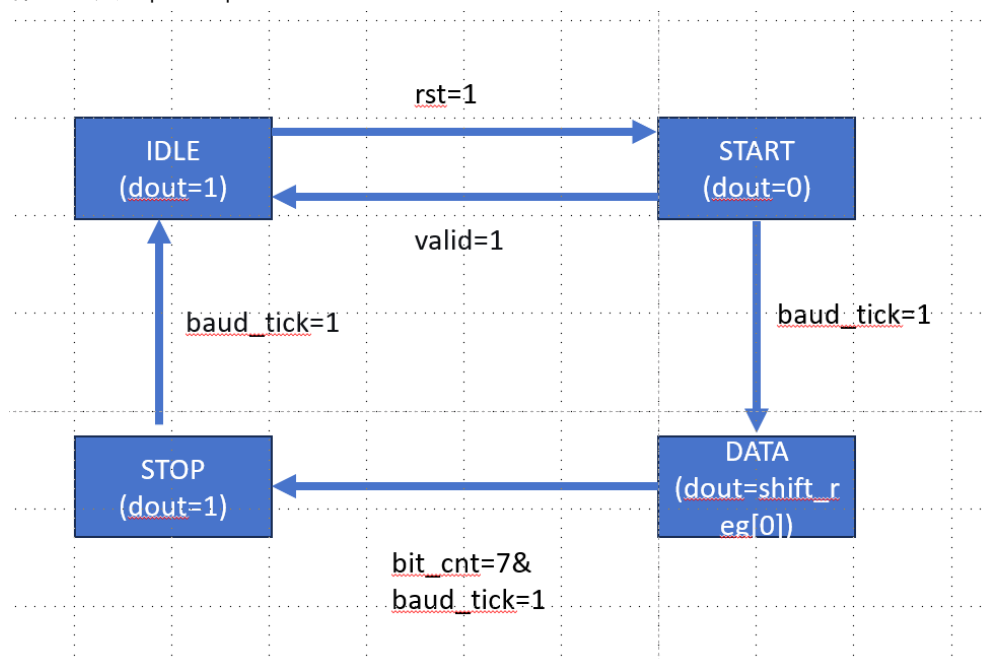 rst=1
IDLE
(dout=1)
START
(dout=0)
valid=1
baud_tick=1
baud_tick=1
STOP
(dout=1)
DATA
(dout=shift_r
eg[0])
bit_cnt=7&
baud_tick=1